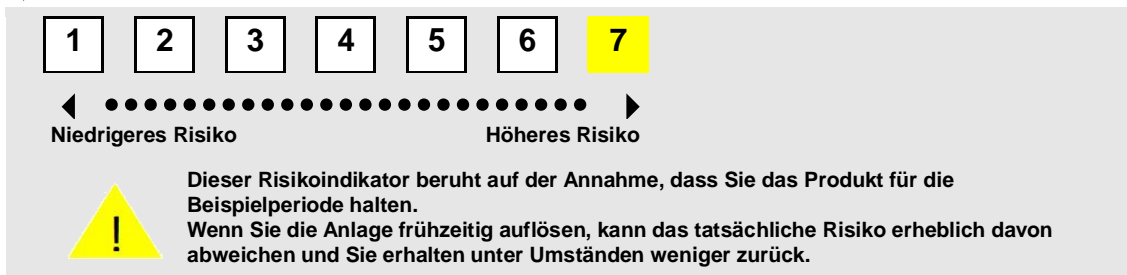 1 2 3 4 5 6 7
Niedrigeres Risiko Höheres Risiko
Dieser Risikoindikator beruht auf der Annahme, dass Sie das Produkt für die
Beispielperiode halten.
! Wenn Sie die Anlage frühzeitig auflösen, kann das tatsächliche Risiko erheblich davon
abweichen und Sie erhalten unter Umständen weniger zurück.